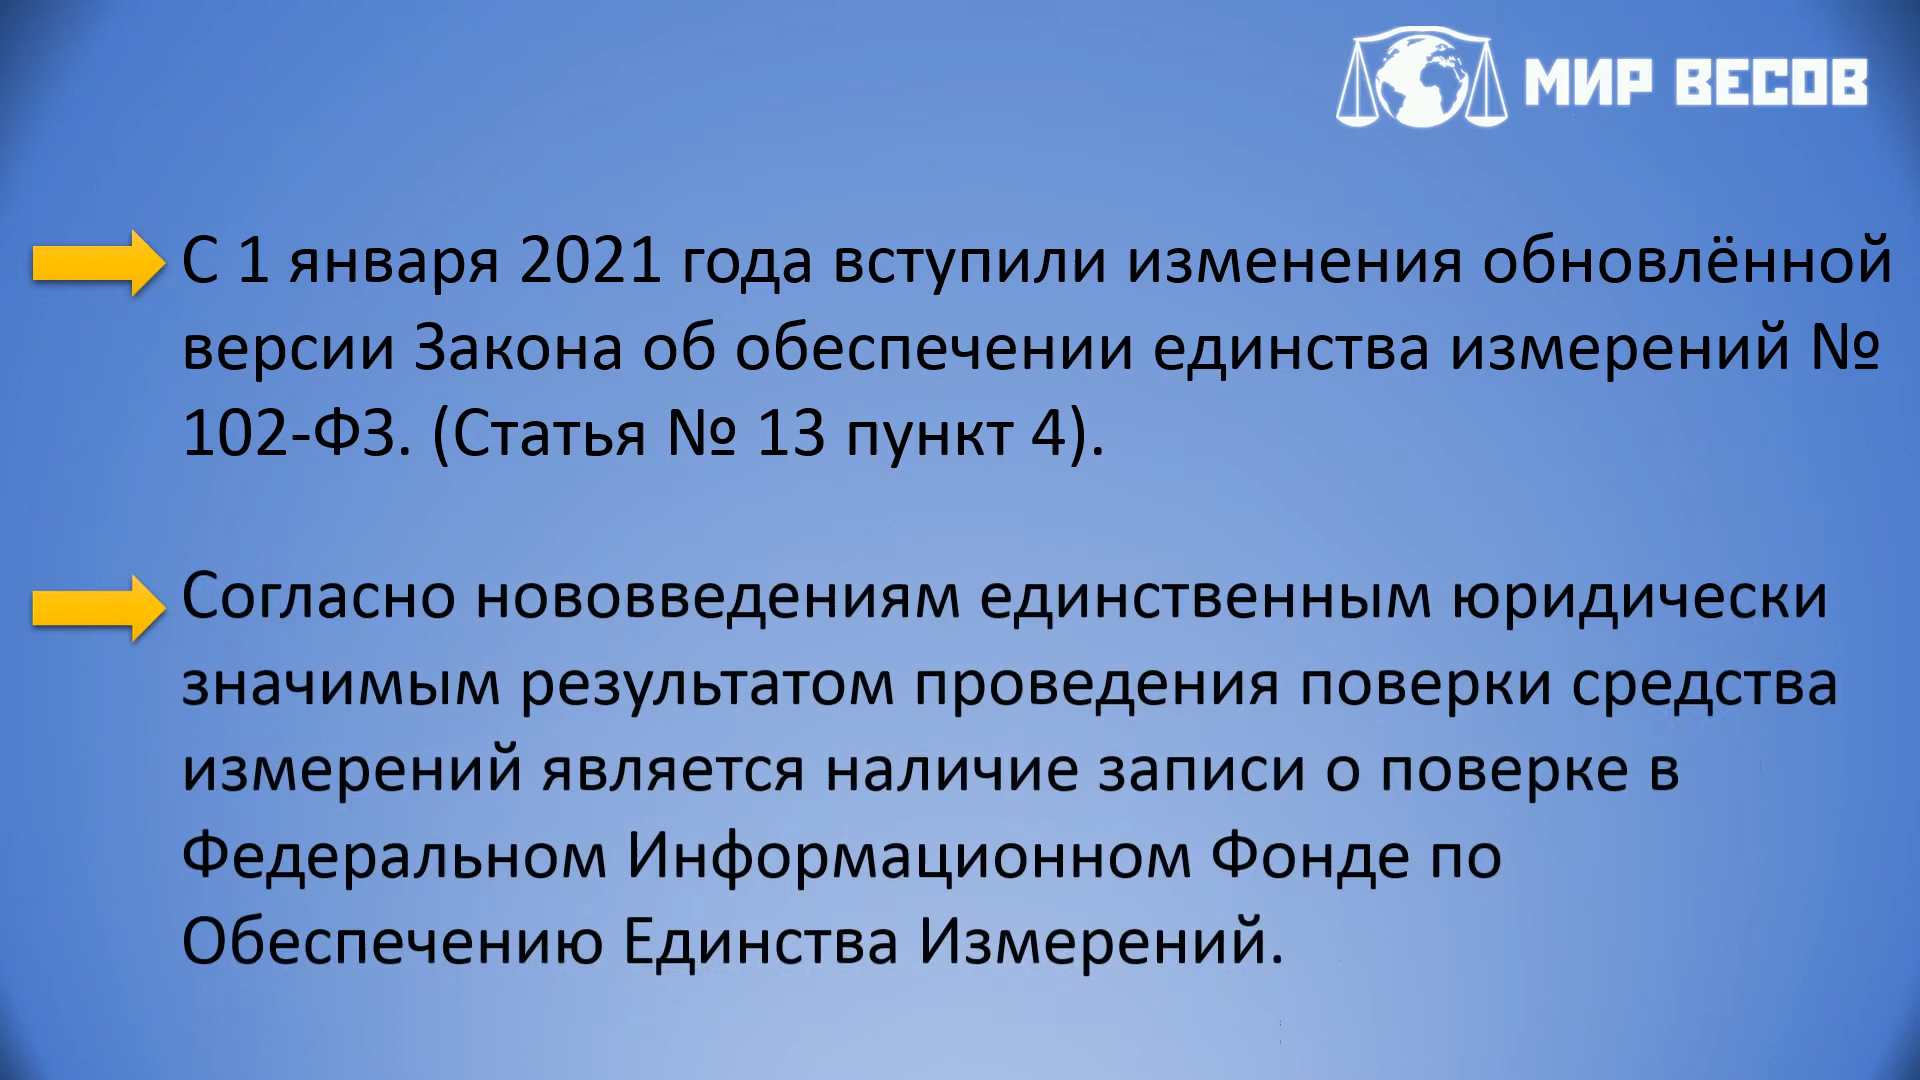 МИР ВЕСОВ
С 1 января 2021 года вступили изменения обновлённой
версии Закона об обеспечении единства измерений №
102-ФЗ. (Статья № 13 пункт 4).
Согласно нововведениям единственным юридически
значимым результатом проведения поверки средства
измерений является наличие записи о поверке в
Федеральном Информационном Фонде по
Обеспечению Единства Измерений.